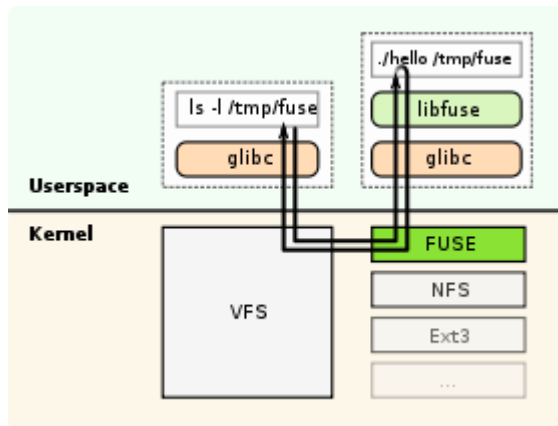 ./hello /tmp/fuse
ls -l /tmp/fuse
libfuse
glibc
glibc
Userspace
Kernel
FUSE
VFS
NFS
Ext3
...